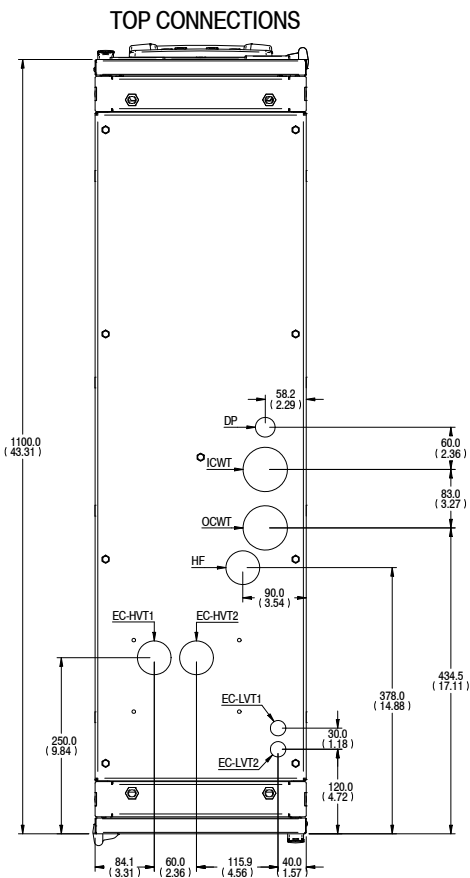 TOP CONNECTIONS
58.2
( 2.29 )
DP
60.0
( 2.36 )
1100.0
( 43.31 )
ICWT
83.0
( 3.27 )
OCWT
HF
90.0
( 3.54 )
EC-HVT1
EC-HVT2
434.5
( 17.11 )
378.0
( 14.88 )
EC-LVT1
30.0
( 1.18 )
250.0
( 9.84 )
EC-LVT2
120.0
( 4.72 )
84.1
( 3.31 )
60.0
( 2.36 )
115.9
( 4.56 )
40.0
( 1.57 )